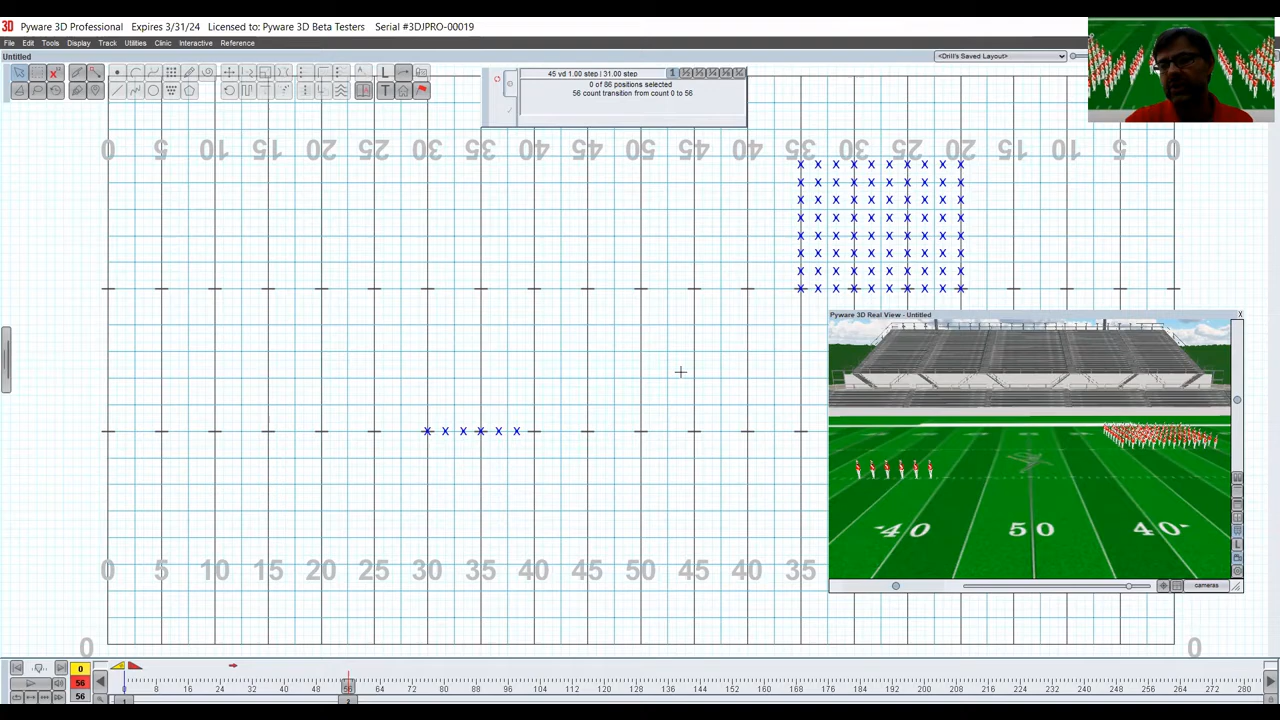 3D Pyware 3D Professional Expires 3/31/24 Licensed to: Pyware 3D Beta Testers Serial #3DJPRO-00019
File Edit Tools Display Track Utilities Clinic Interactive Reference
Untitled
<Drill's Saved Layout>
45 yd 1.00 step | 31.00 step
0 of 86 positions selected
56 count transition from count 0 to 56
0 5 10 15 20 25 30 35 40 45 40 35 30 25 20 15 10 5 0
Pyware 3D Real View - Untitled
X
40 50 40
0 5 10 15 20 25 30 35 40 45 50 45 40 35
cameras
0 0
0
56
56
0 8 16 24 32 40 48 56 64 72 80 88 96 104 112 120 128 136 144 152 160 168 176 184 192 200 208 216 224 232 240 248 256 264 272 280
1 2